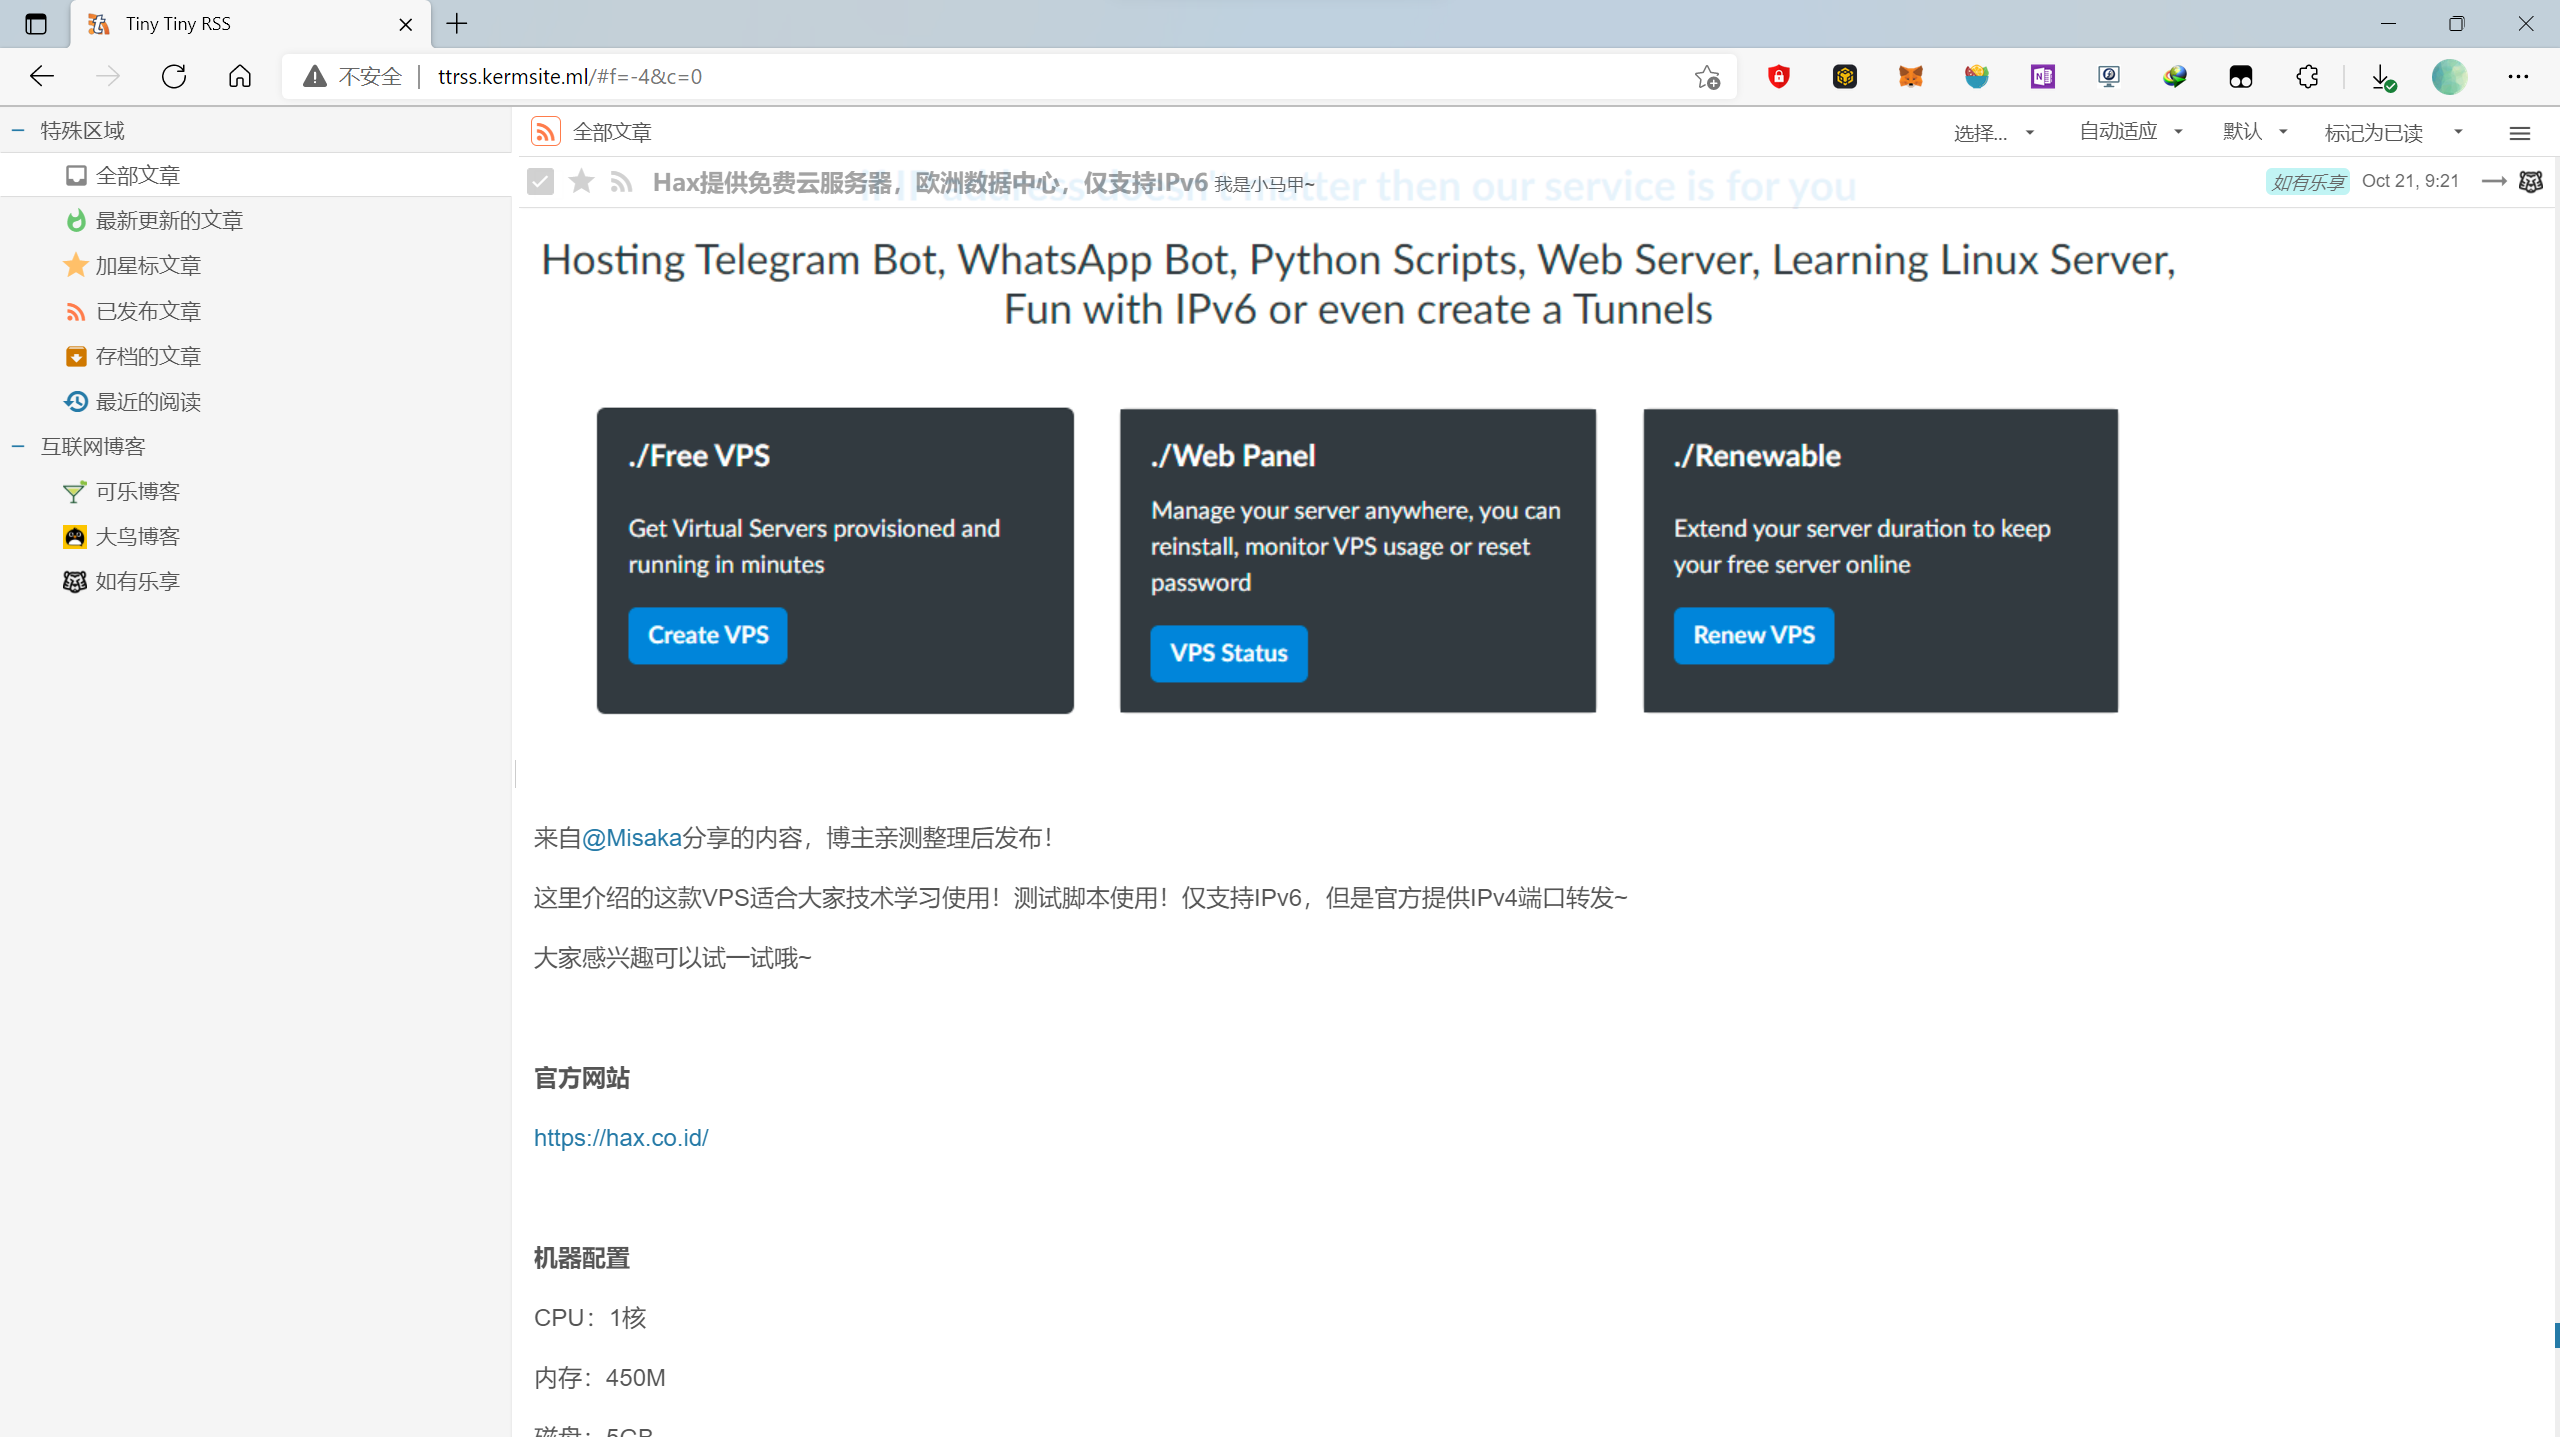 Tiny Tiny RSS
不安全
ttrss.kermsite.ml/#f=-4&c=0
特殊区域
全部文章
最新更新的文章
加星标文章
已发布文章
存档的文章
最近的阅读
互联网博客
可乐博客
大鸟博客
如有乐享
全部文章
选择...
自动适应
默认
标记为已读
Hax提供免费云服务器，欧洲数据中心，仅支持IPv6 我是小马甲~
如有乐享 Oct 21, 9:21
IP address doesn't matter then our service is for you
Hosting Telegram Bot, WhatsApp Bot, Python Scripts, Web Server, Learning Linux Server,
Fun with IPv6 or even create a Tunnels
./Free VPS
Get Virtual Servers provisioned and
running in minutes
Create VPS
./Web Panel
Manage your server anywhere, you can
reinstall, monitor VPS usage or reset
password
VPS Status
./Renewable
Extend your server duration to keep
your free server online
Renew VPS
来自@Misaka分享的内容，博主亲测整理后发布！
这里介绍的这款VPS适合大家技术学习使用！测试脚本使用！仅支持IPv6，但是官方提供IPv4端口转发~
大家感兴趣可以试一试哦~
官方网站
https://hax.co.id/
机器配置
CPU：1核
内存：450M
磁盘：5GB